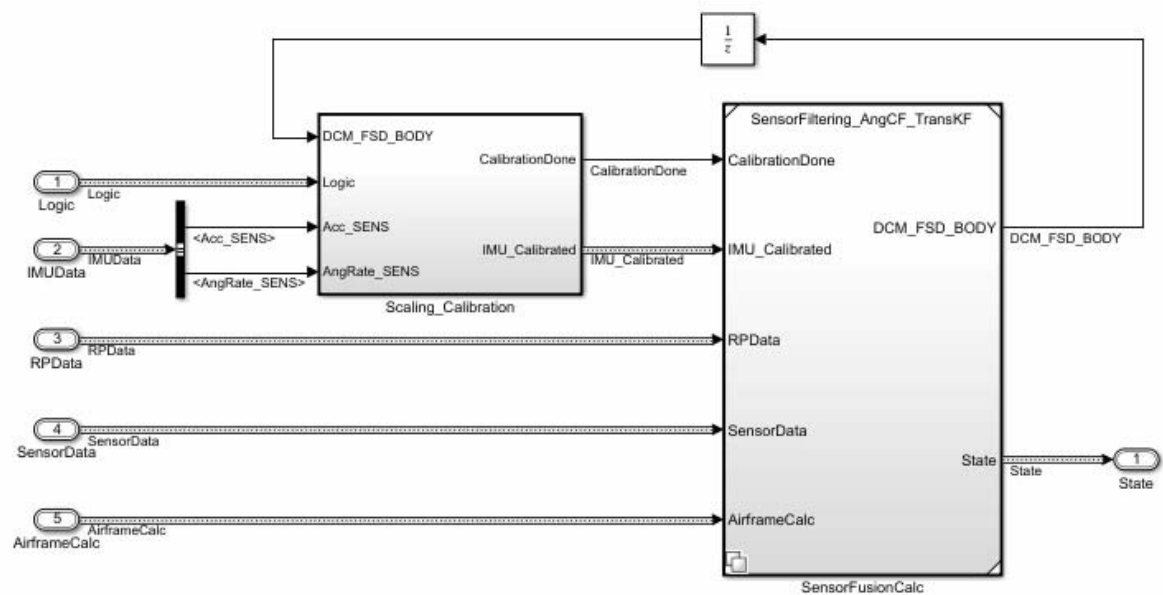 1
z
SensorFiltering_AngCF_TransKF
DCM_FSD_BODY
CalibrationDone
CalibrationDone
CalibrationDone
1
Logic
Logic
Logic
Acc_SENS
<Acc_SENS>
DCM_FSD_BODY
DCM_FSD_BODY
2
IMUData
IMUData
IMU_Calibrated
IMU_Calibrated
IMU_Calibrated
AngRate_SENS
<AngRate_SENS>
Scaling_Calibration
3
RPData
RPData
RPData
4
SensorData
SensorData
SensorData
State
State
1
State
5
AirframeCalc
AirframeCalc
AirframeCalc
SensorFusionCalc